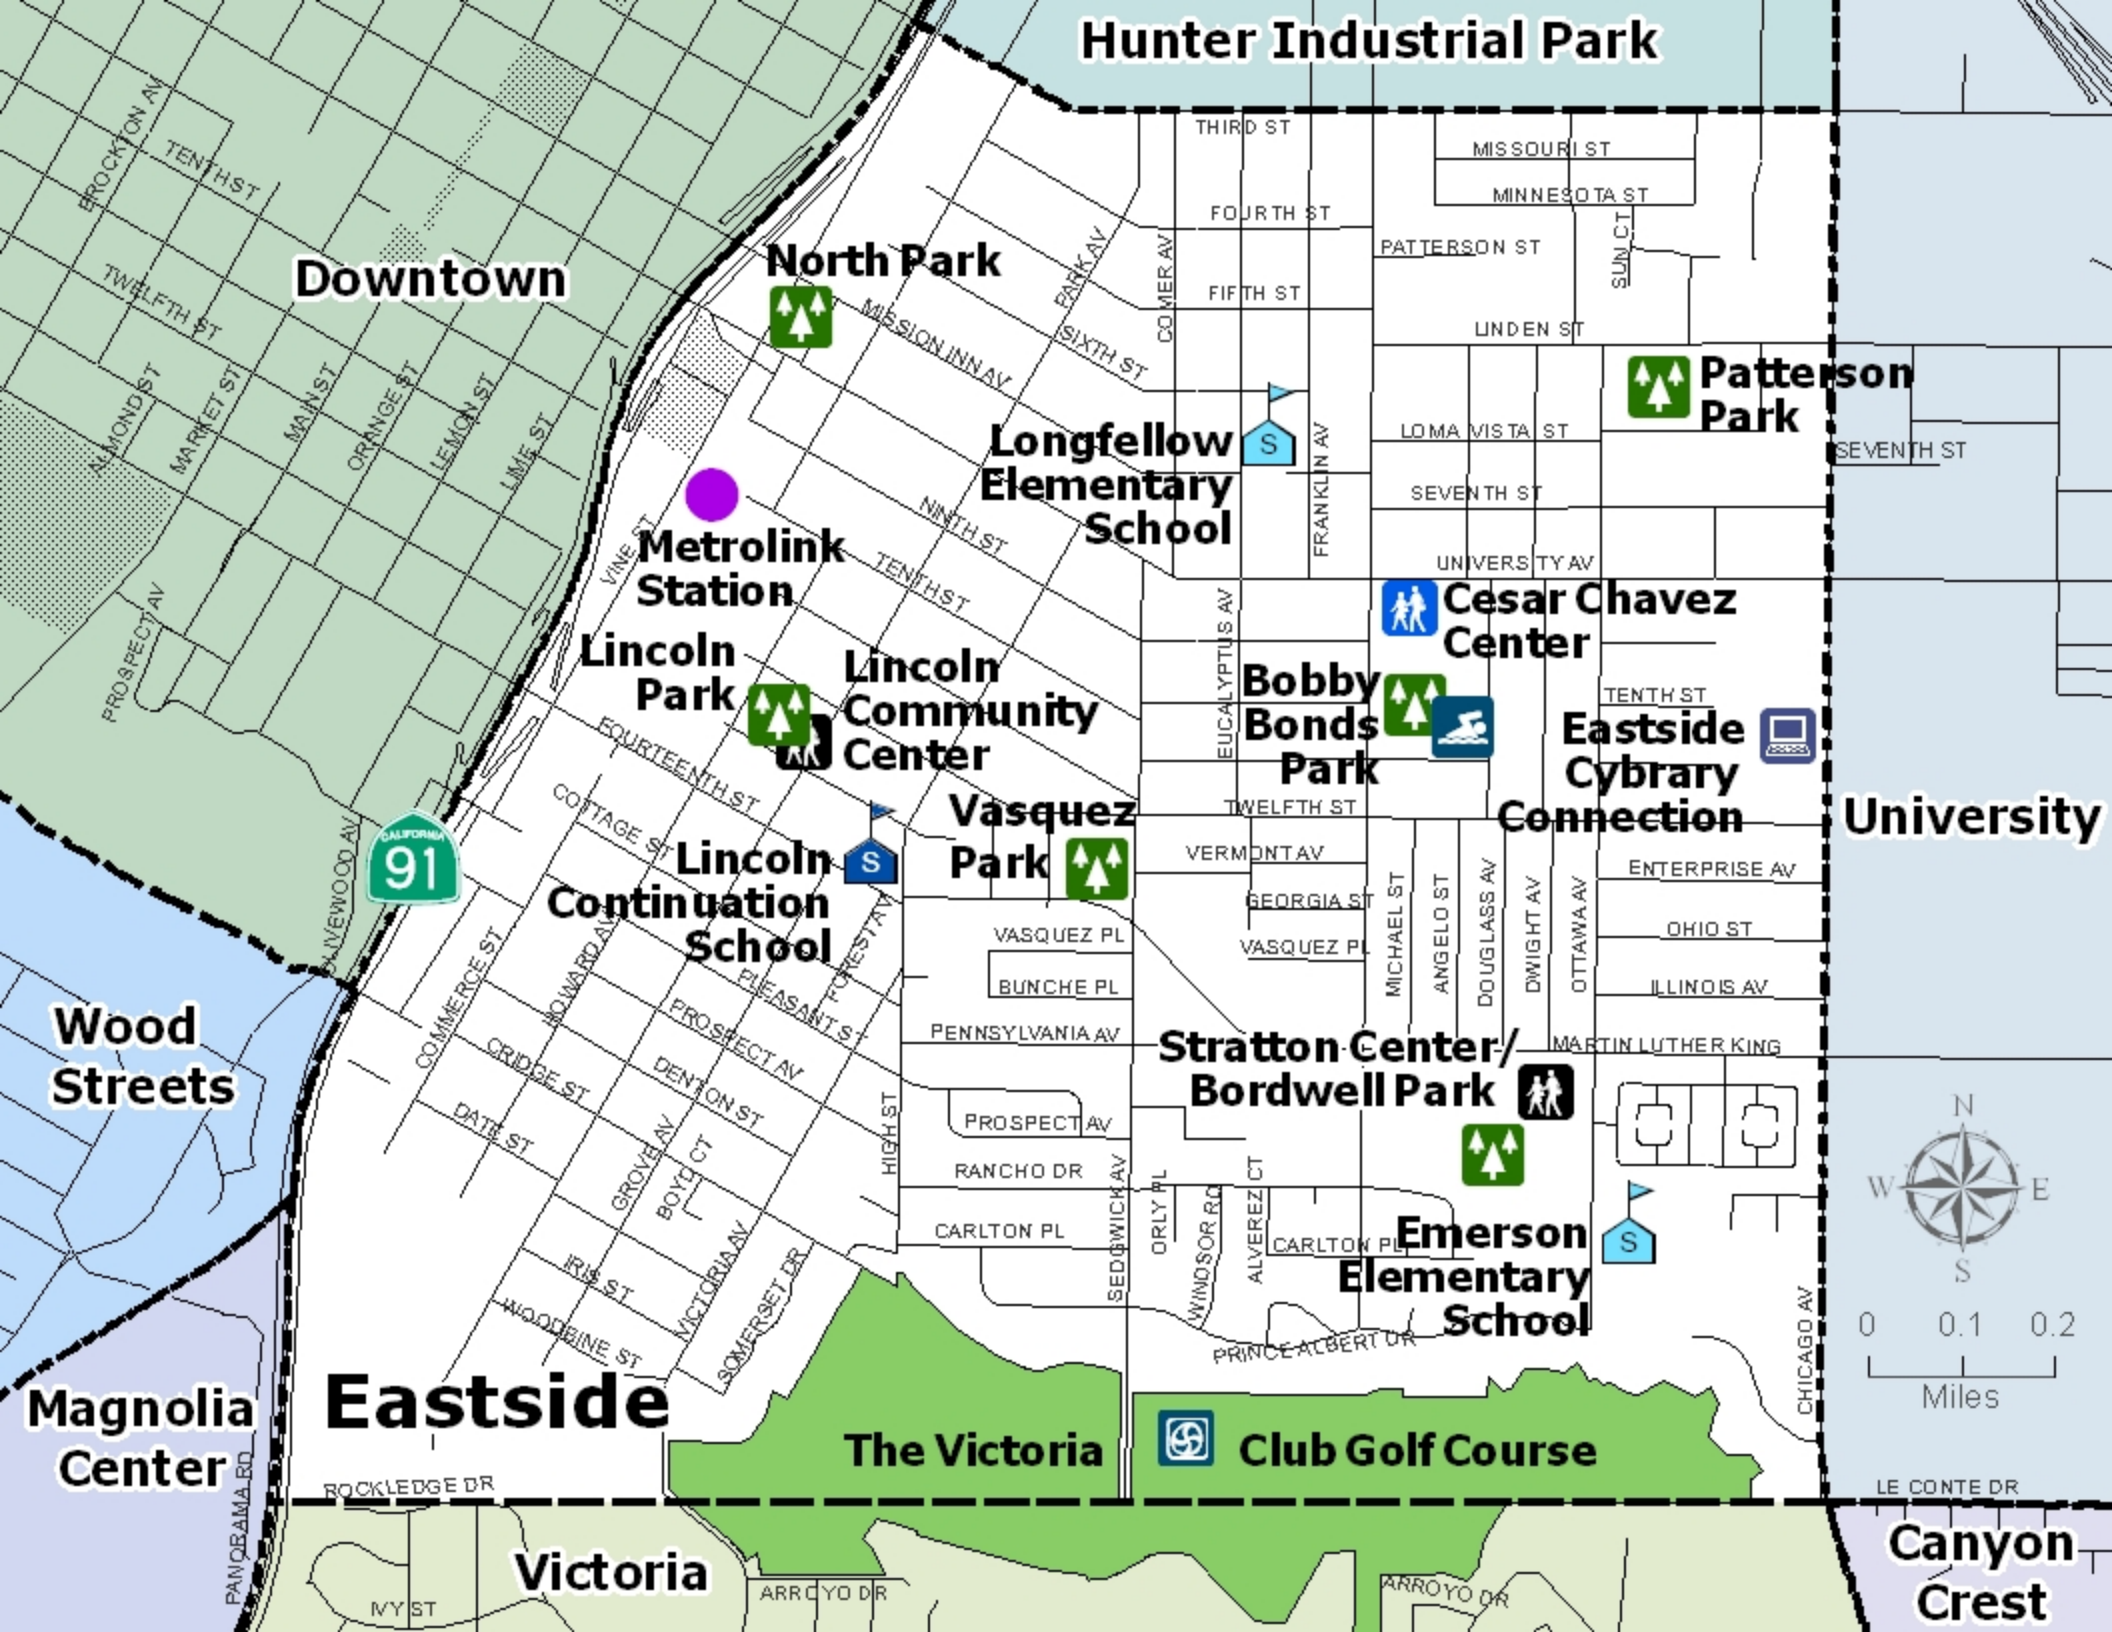 Hunter Industrial Park
THIRD ST
MISSOURI ST
MINNESOTA ST
BROCKTON AV
TENTH ST
FOURTH ST
PATTERSON ST
SUN CT
PARK AV
COMER AV
Downtown
North Park
TWELFTH ST
MISSION INN AV
FIFTH ST
SIXTH ST
LINDEN ST
Patterson
Park
ALMOND ST
MARKET ST
MAIN ST
ORANGE ST
LEMON ST
LIME ST
Longfellow
Elementary
School
S
FRANKLIN AV
LOMA VISTA ST
SEVENTH ST
SEVENTH ST
NINTH ST
VINE ST
Metrolink
Station
TENTH ST
UNIVERSITY AV
EUCALYPTUS AV
Cesar Chavez
Center
PROSPECT AV
Lincoln
Park
Lincoln
Community
Center
Bobby
Bonds
Park
TENTH ST
Eastside
Cybrary
Connection
FOURTEENTH ST
COTTAGE ST
Vasquez
Park
TWELFTH ST
University
CALIFORNIA
91
OLIVEWOOD AV
Lincoln
Continuation
School
S
VERMONT AV
GEORGIA ST
VASQUEZ PL
VASQUEZ PL
BUNCHE PL
MICHAEL ST
ANGELO ST
DOUGLASS AV
DWIGHT AV
OTTAWA AV
ENTERPRISE AV
OHIO ST
ILLINOIS AV
COMMERCE ST
HOWARD AV
FOREST AV
PLEASANT ST
PROSPECT AV
PENNSYLVANIA AV
Wood
Streets
Stratton Center/
Bordwell Park
MARTIN LUTHER KING
CRIDGE ST
DENTON ST
DATE ST
GROVE AV
BOYD CT
HIGH ST
PROSPECT AV
RANCHO DR
CARLTON PL
SEDGWICK AV
ORLY PL
WINDSOR RD
ALVEREZ CT
CARLTON PL
Emerson
Elementary
School
S
N
W
E
S
0 0.1 0.2
Miles
IRIS ST
WOODBINE ST
VICTORIA AV
SOMERSET DR
PRINCE ALBERT DR
CHICAGO AV
Magnolia
Center
Eastside
The Victoria
Club Golf Course
PANORAMA RD
ROCKLEDGE DR
LE CONTE DR
Victoria
IVY ST
ARROYO DR
ARROYO DR
Canyon
Crest